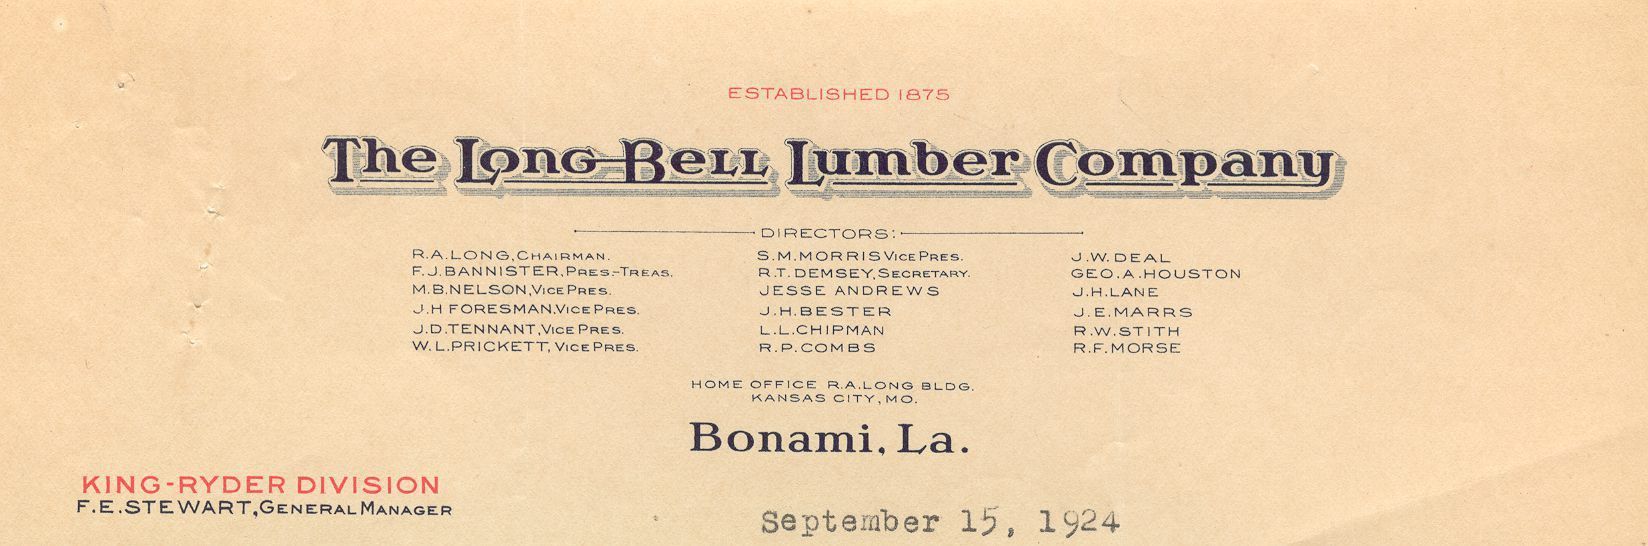 ESTABLISHED 1875
The Long-Bell Lumber Company
DIRECTORS:
R.A.LONG, CHAIRMAN.
F.J.BANNISTER, PRES.-TREAS.
M.B.NELSON, VICE PRES.
J.H FORESMAN. VICE PRES.
J.D.TENNANT, VICE PRES.
W.L.PRICKETT, VICE PRES.
S.M.MORRIS VICE PRES.
R.T.DEMSEY, SECRETARY.
JESSE ANDREWS
J.H.BESTER
L.L.CHIPMAN
R.P.COMBS
J.W.DEAL
GEO.A.HOUSTON
J.H.LANE
J.E.MARRS
R.W.STITH
R.F.MORSE
HOME OFFICE R.A.LONG BLDG.
KANSAS CITY, MO.
Bonami, La.
KING-RYDER DIVISION
F.E.STEWART, GENERAL MANAGER
September 15, 1924